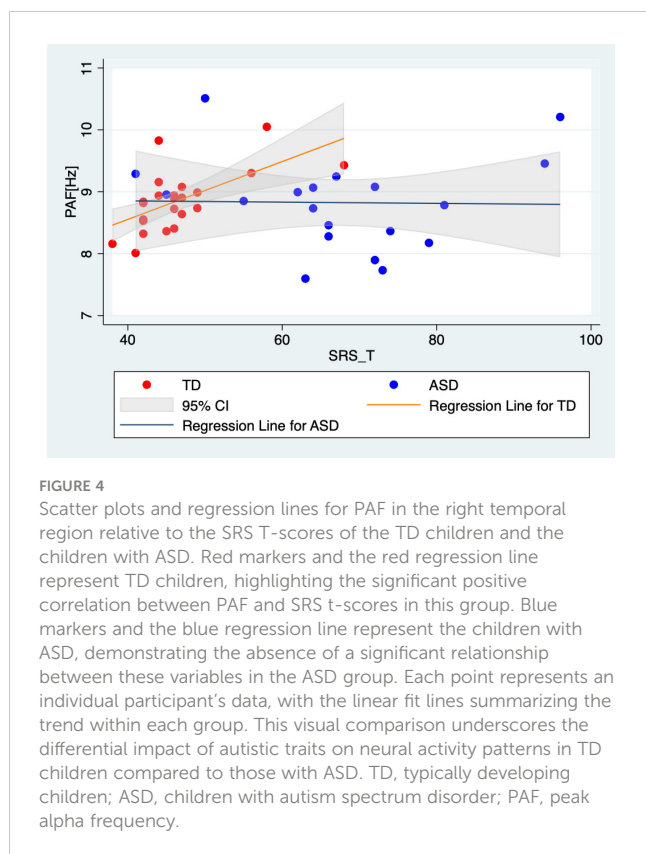 11
10
9
8
7
PAF[Hz]
40 60 80 100
SRS_T
TD ASD
95% CI Regression Line for TD
Regression Line for ASD
FIGURE 4
Scatter plots and regression lines for PAF in the right temporal
region relative to the SRS T-scores of the TD children and the
children with ASD. Red markers and the red regression line
represent TD children, highlighting the significant positive
correlation between PAF and SRS t-scores in this group. Blue
markers and the blue regression line represent the children with
ASD, demonstrating the absence of a significant relationship
between these variables in the ASD group. Each point represents an
individual participant's data, with the linear fit lines summarizing the
trend within each group. This visual comparison underscores the
differential impact of autistic traits on neural activity patterns in TD
children compared to those with ASD. TD, typically developing
children; ASD, children with autism spectrum disorder; PAF, peak
alpha frequency.